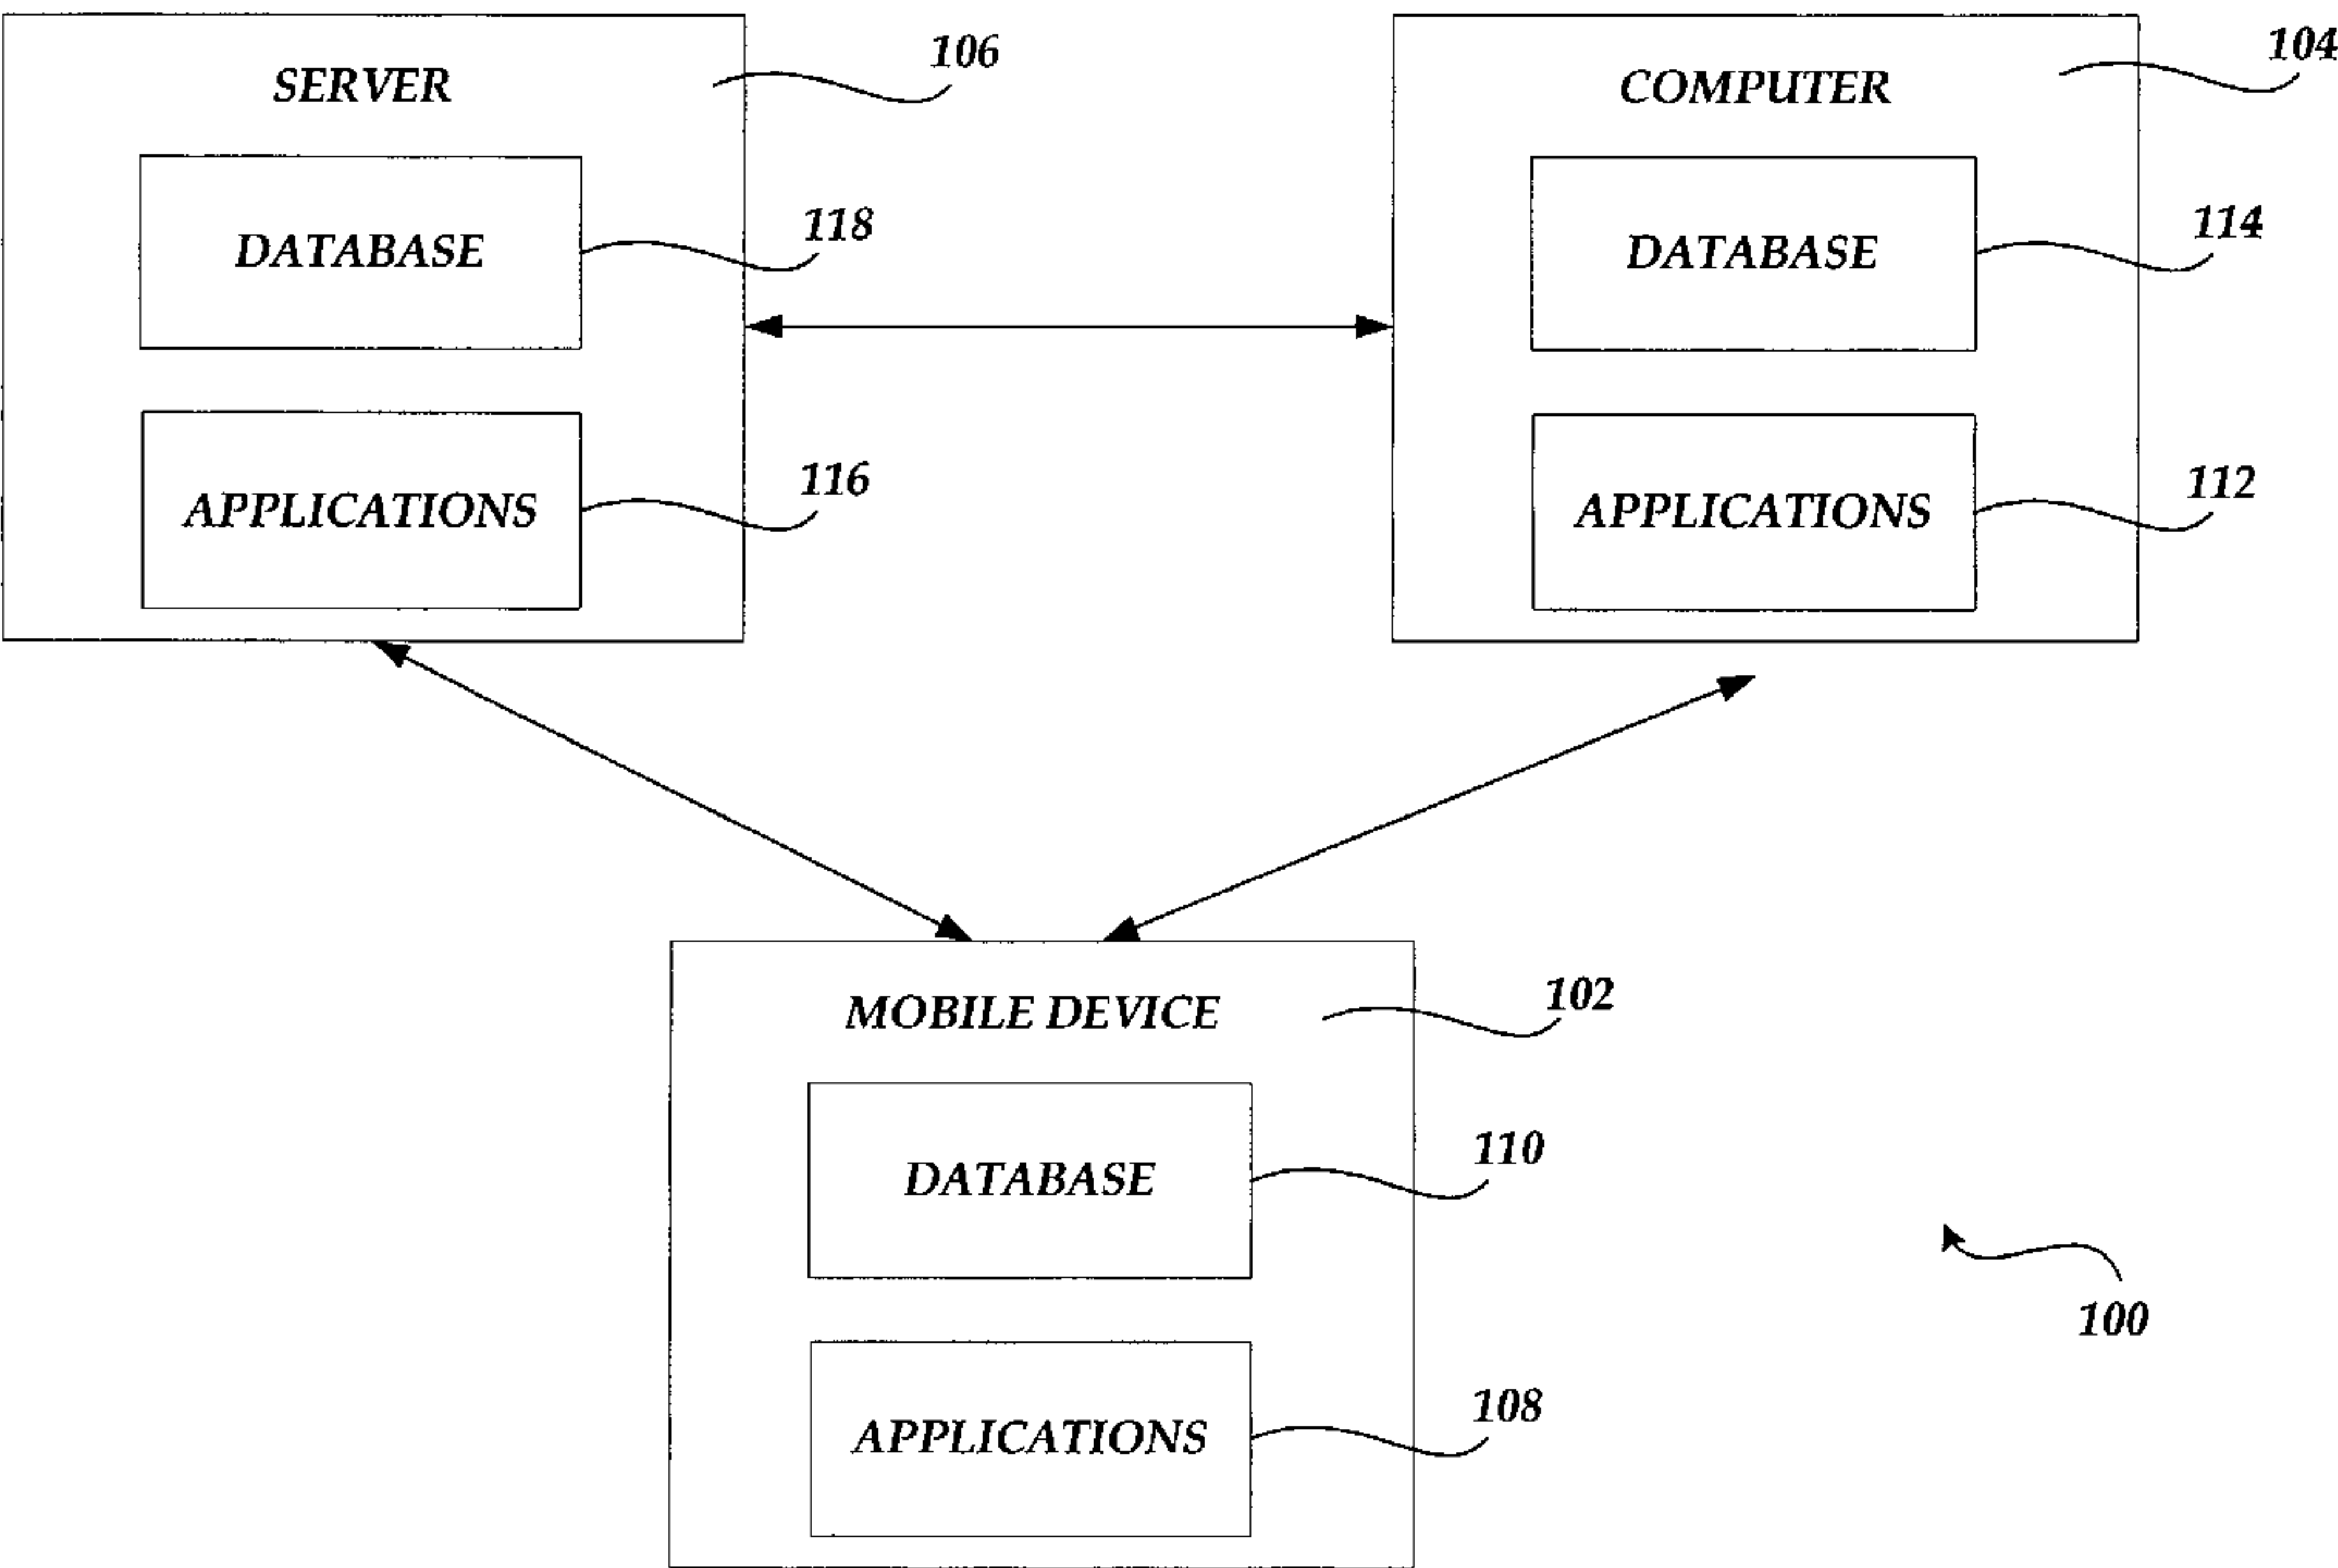 SERVER
106
DATABASE
118
APPLICATIONS
116
COMPUTER
104
DATABASE
114
APPLICATIONS
112
MOBILE DEVICE
102
DATABASE
110
APPLICATIONS
108
100